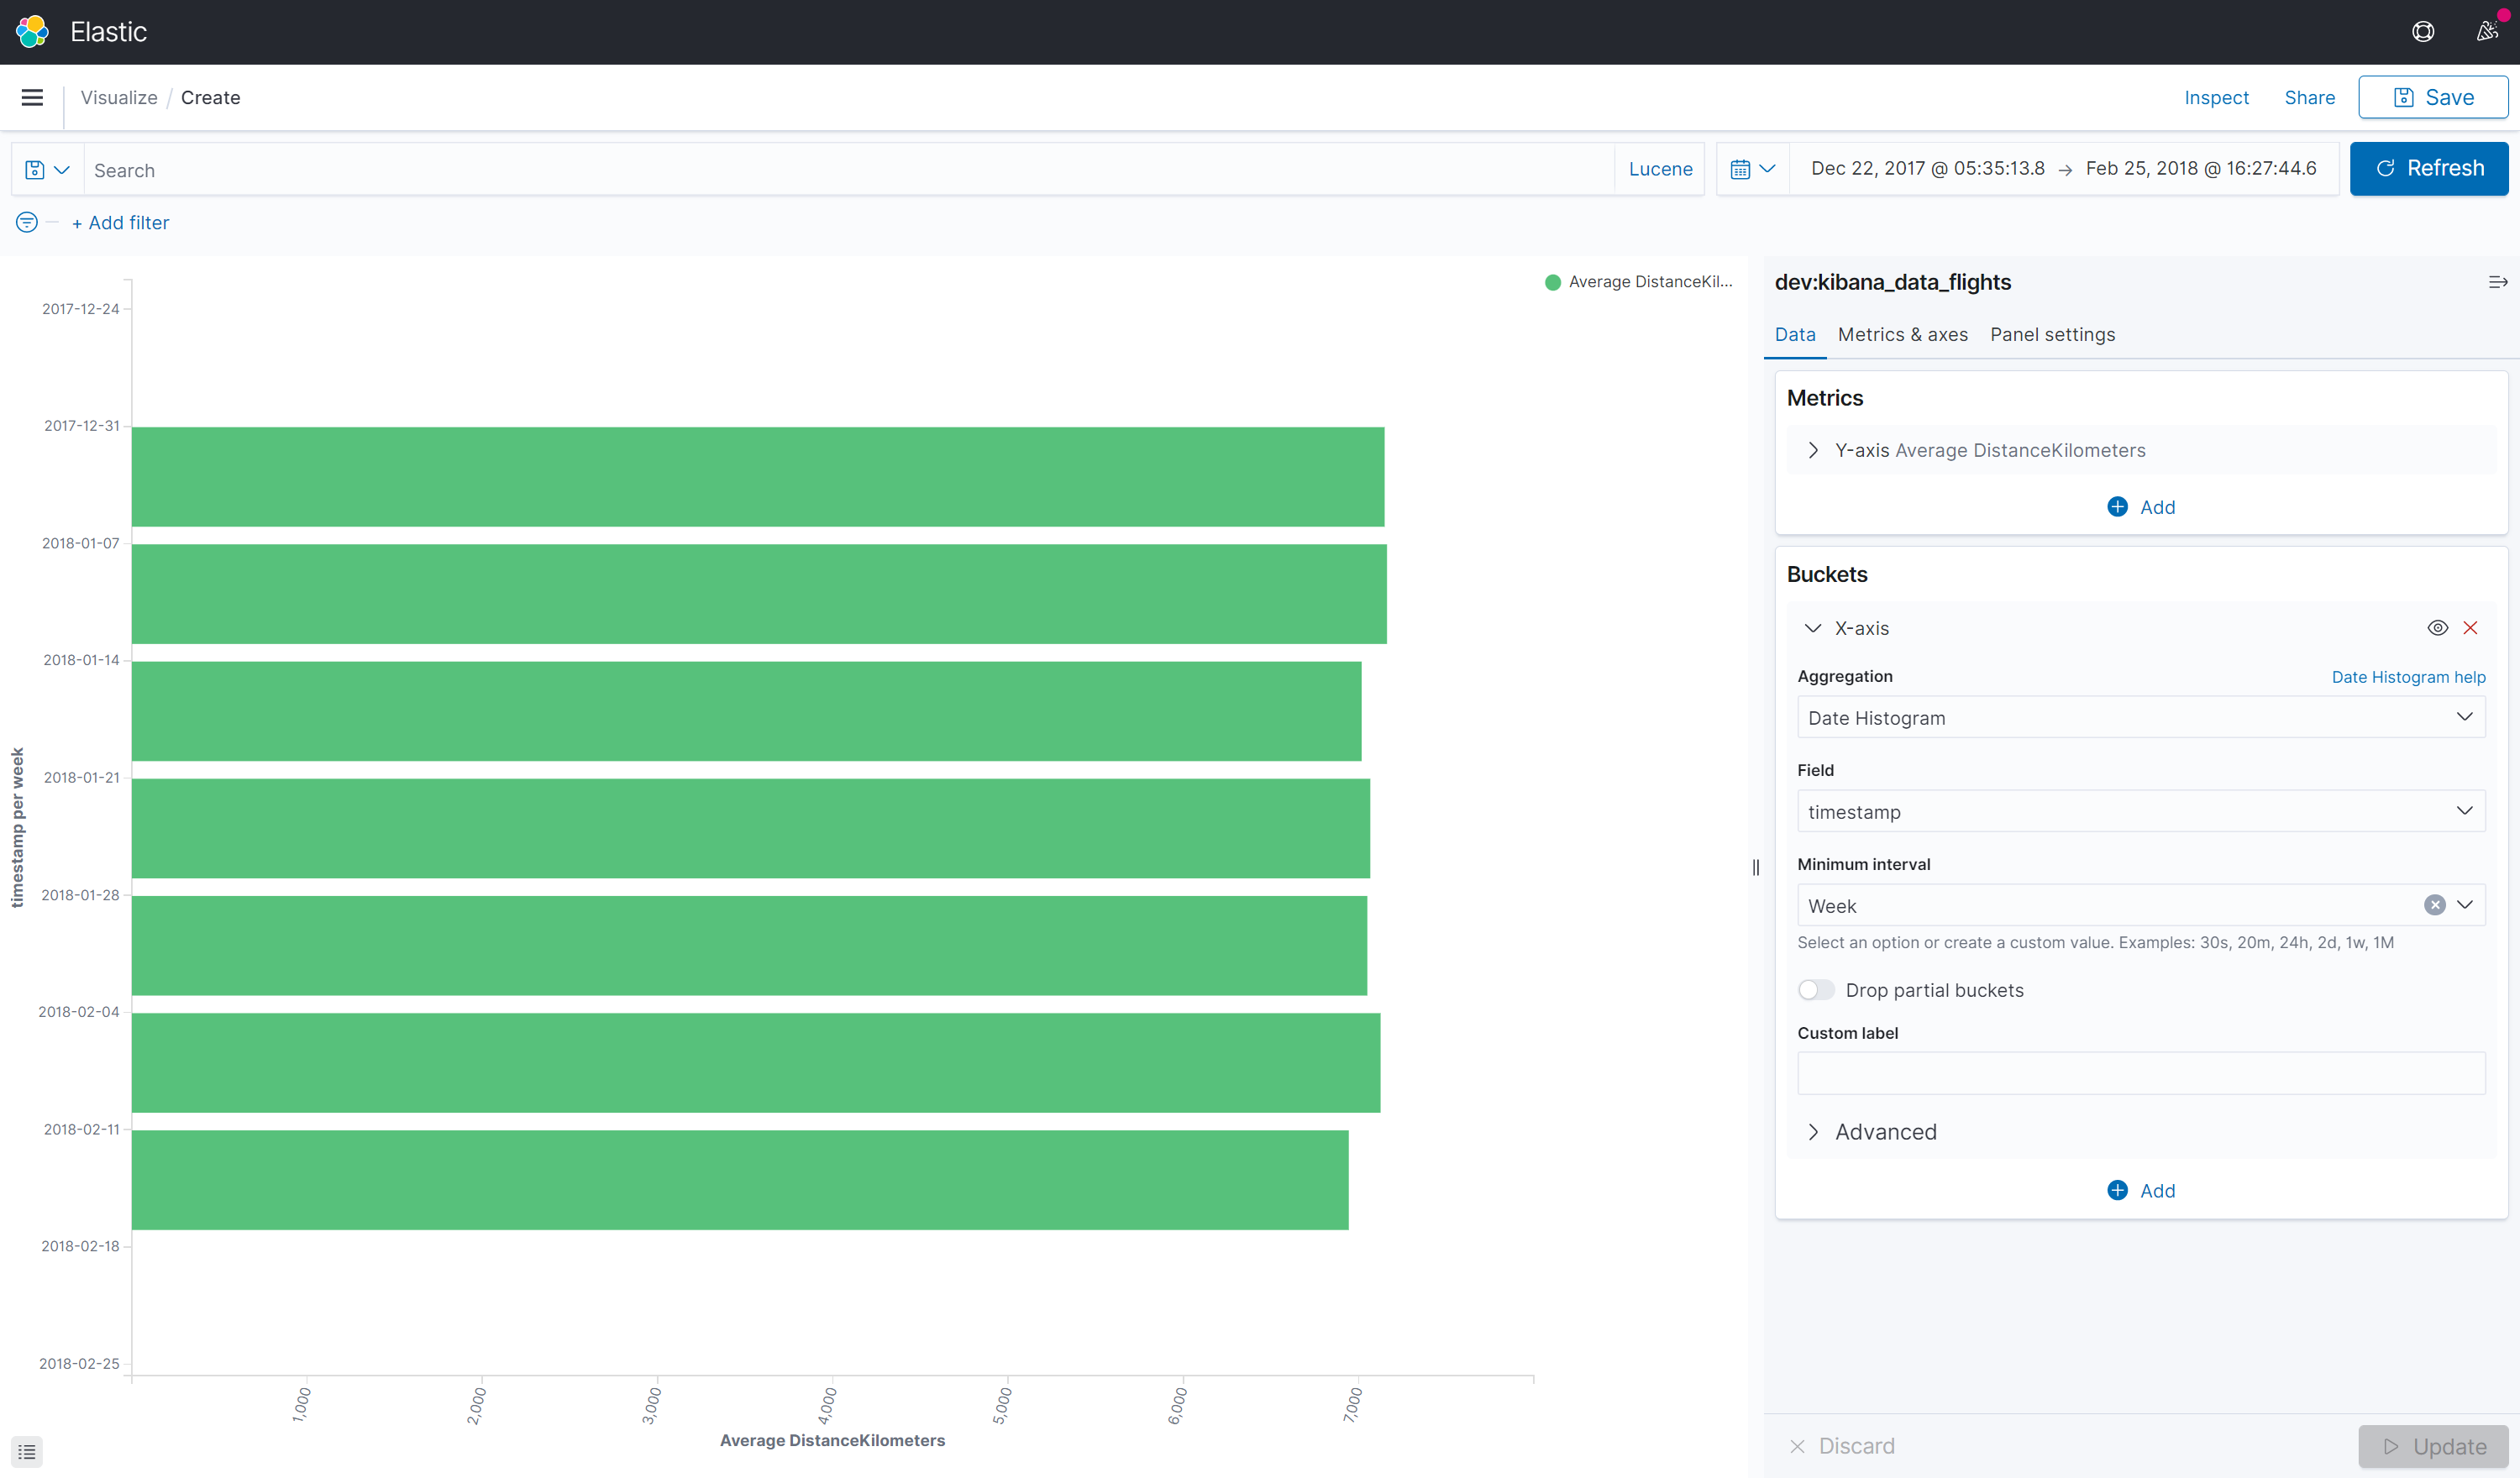 Elastic
Visualize / Create
Inspect Share Save
Search Lucene Dec 22, 2017 @ 05:35:13.8 → Feb 25, 2018 @ 16:27:44.6 Refresh
+ Add filter
timestamp per week
2017-12-24
2017-12-31
2018-01-07
2018-01-14
2018-01-21
2018-01-28
2018-02-04
2018-02-11
2018-02-18
2018-02-25
1,000 2,000 3,000 4,000 5,000 6,000 7,000
Average DistanceKilometers
Average DistanceKil...
dev:kibana_data_flights
Data Metrics & axes Panel settings
Metrics
Y-axis Average DistanceKilometers
Add
Buckets
X-axis
Aggregation Date Histogram help
Date Histogram
Field
timestamp
Minimum interval
Week
Select an option or create a custom value. Examples: 30s, 20m, 24h, 2d, 1w, 1M
Drop partial buckets
Custom label
Advanced
Add
Discard Update